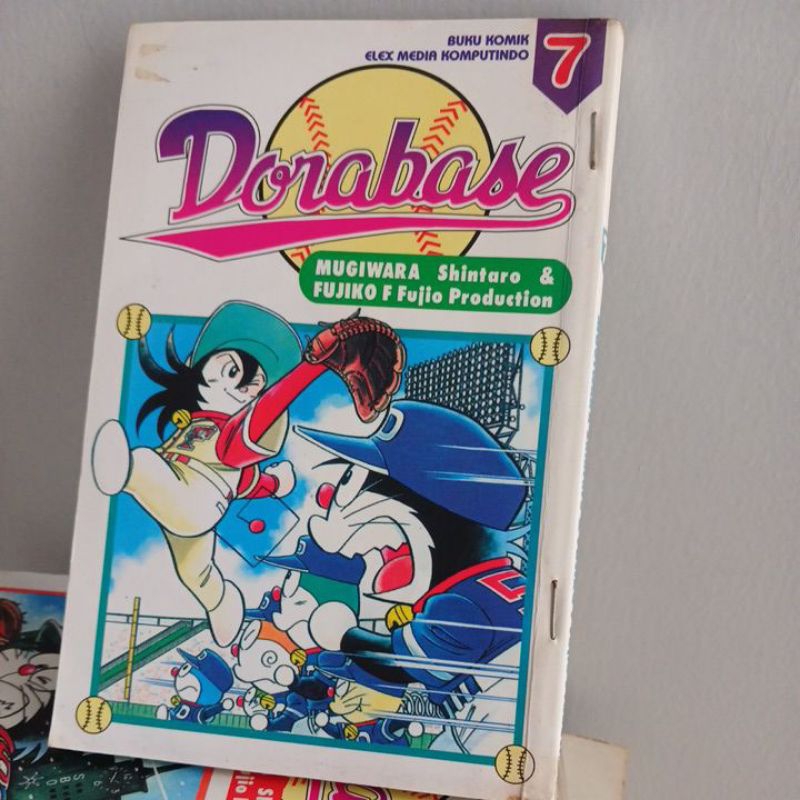 BUKU KOMIK
ELEX MEDIA KOMPUTINDO
7
Dorabase
MUGIWARA Shintaro &
FUJIKO F Fujio Production